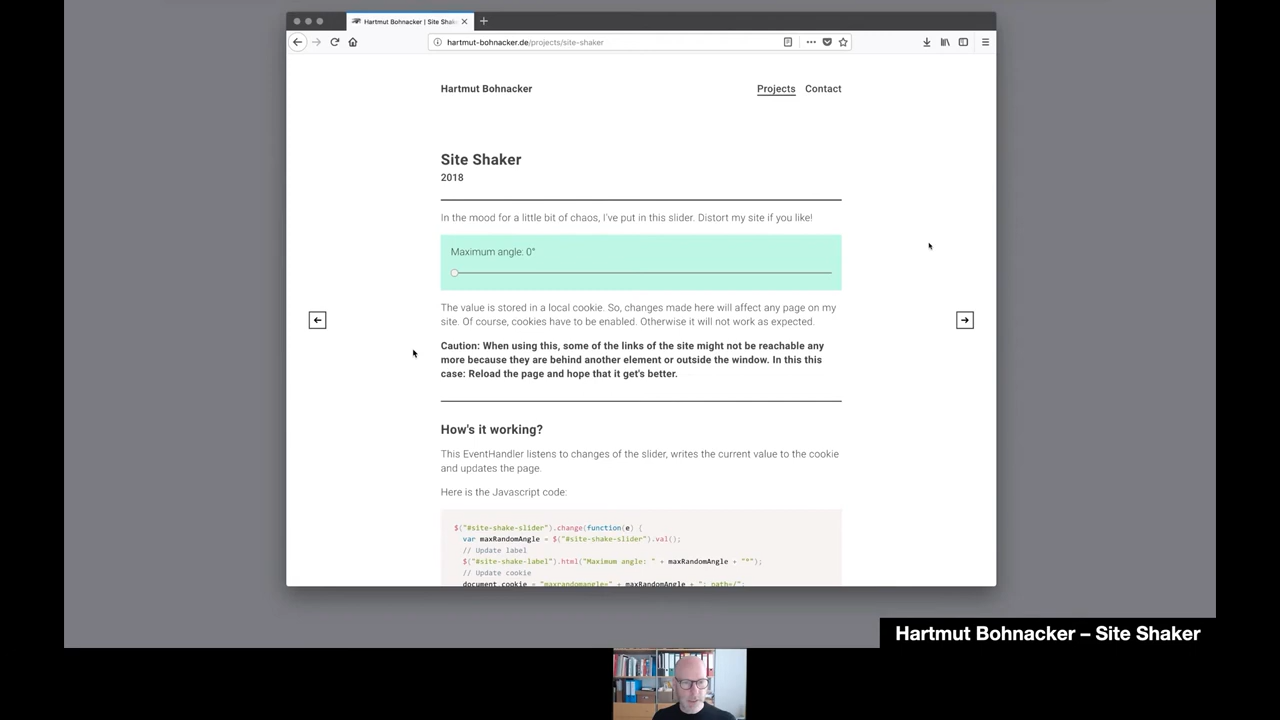 Hartmut Bohnacker | Site Shak
hartmut-bohnacker.de/projects/site-shaker
Hartmut Bohnacker
Projects
Contact
Site Shaker
2018
In the mood for a little bit of chaos, I've put in this slider. Distort my site if you like!
Maximum angle: 0°
The value is stored in a local cookie. So, changes made here will affect any page on my
site. Of course, cookies have to be enabled. Otherwise it will not work as expected.
Caution: When using this, some of the links of the site might not be reachable any
more because they are behind another element or outside the window. In this this
case: Reload the page and hope that it get's better.
How's it working?
This EventHandler listens to changes of the slider, writes the current value to the cookie
and updates the page.
Here is the Javascript code:
$("#site-shake-slider").change(function(e) {
var maxRandomAngle = $("#site-shake-slider").val();
// Update label
$("#site-shake-label").html("Maximum angle: " + maxRandomAngle + "°");
// Update cookie
document.cookie = "maxrandomangle=" + maxRandomAngle + "; path=/";
Hartmut Bohnacker – Site Shaker